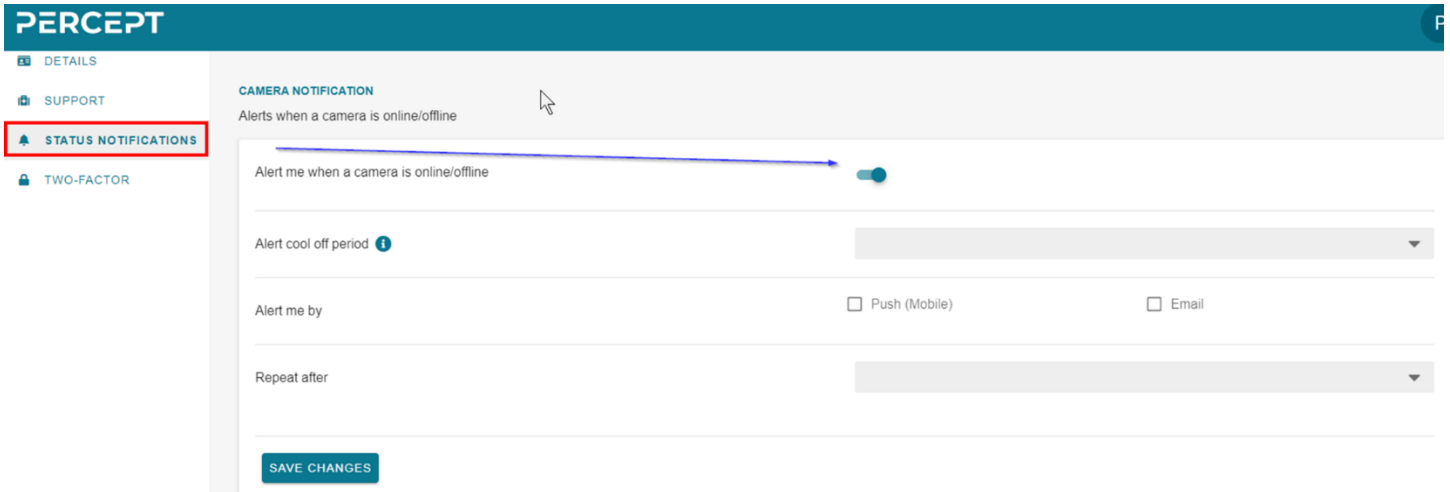 PERCEPT
P
DETAILS
SUPPORT
STATUS NOTIFICATIONS
TWO-FACTOR
CAMERA NOTIFICATION
Alerts when a camera is online/offline
Alert me when a camera is online/offline
Alert cool off period
Alert me by Push (Mobile) Email
Repeat after
SAVE CHANGES